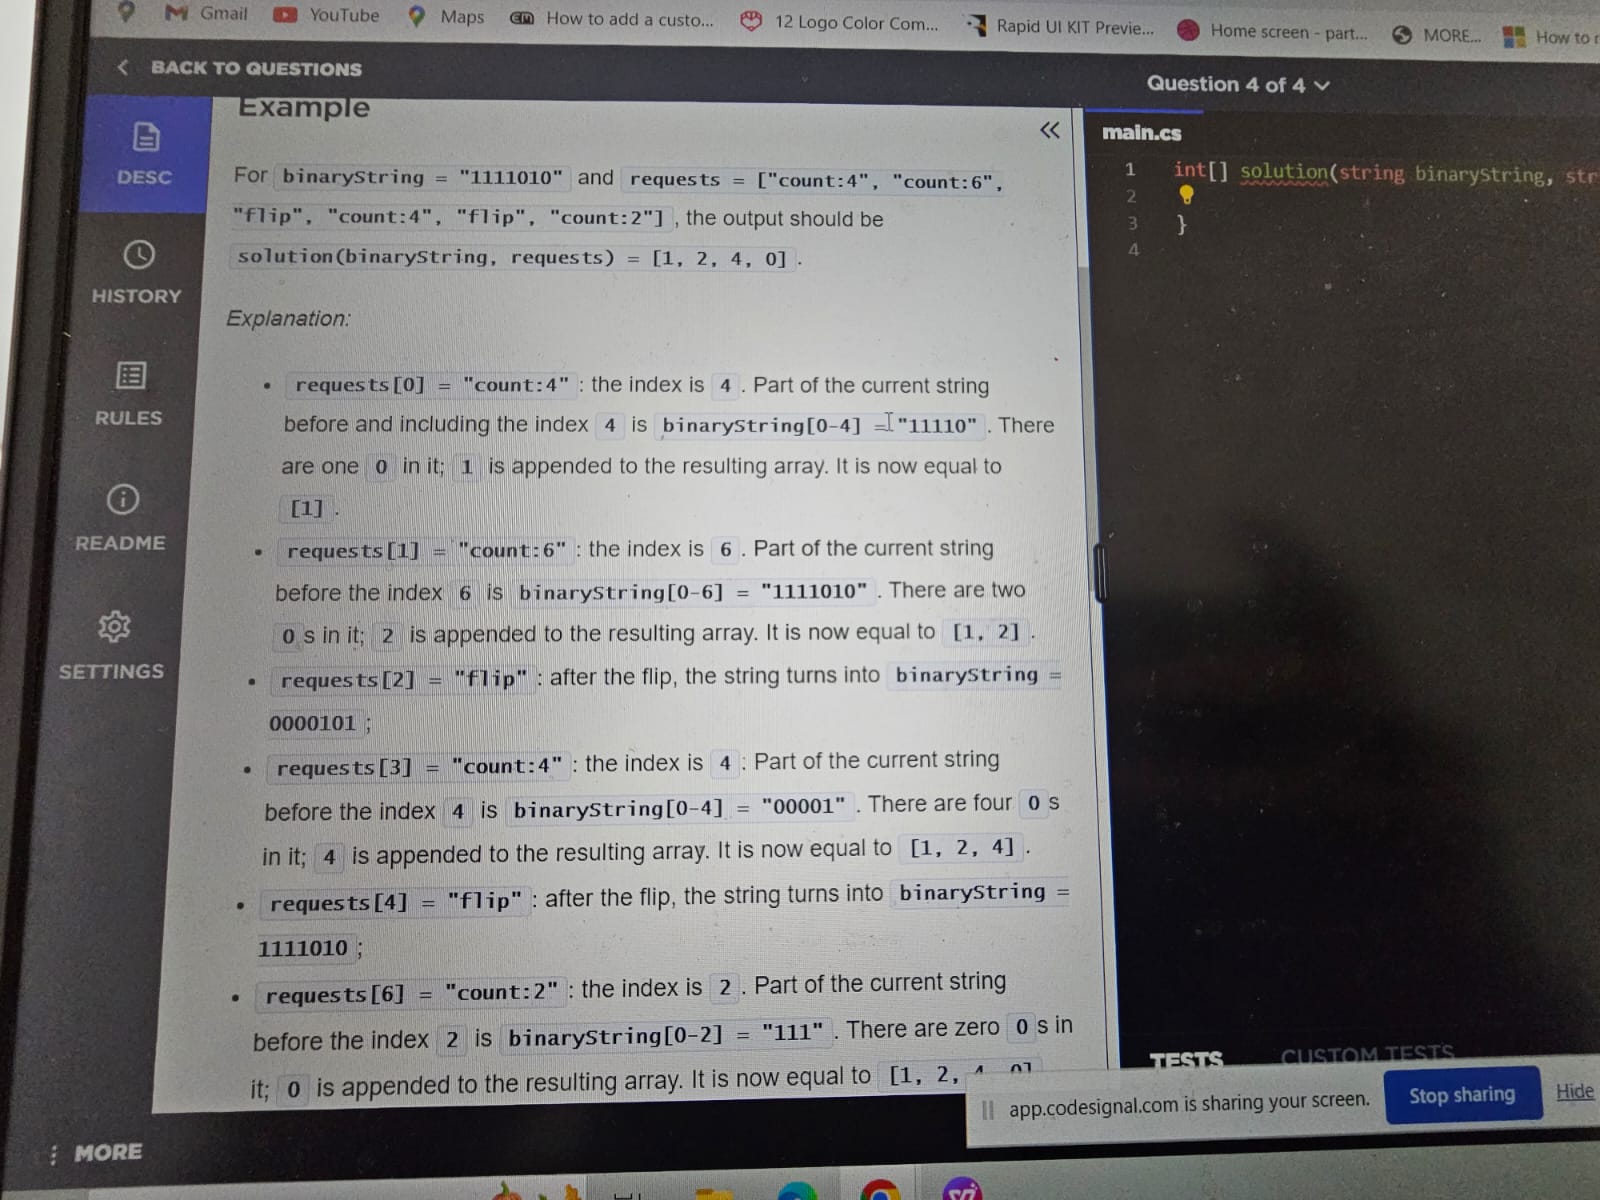 Gmail YouTube Maps How to add a custo... 12 Logo Color Com... Rapid UI KIT Previe... Home screen - part... MORE... How to
BACK TO QUESTIONS
Question 4 of 4
DESC
HISTORY
RULES
README
SETTINGS
MORE
Example
For binaryString = "1111010" and requests = ["count:4", "count:6",
"flip", "count:4", "flip", "count:2"] , the output should be
solution(binaryString, requests) = [1, 2, 4, 0] .
Explanation:
• requests[0] = "count:4" : the index is 4 . Part of the current string
before and including the index 4 is binaryString[0-4] = "11110" . There
are one 0 in it; 1 is appended to the resulting array. It is now equal to
[1] .
• requests[1] = "count:6" : the index is 6 . Part of the current string
before the index 6 is binaryString[0-6] = "1111010" . There are two
0 s in it; 2 is appended to the resulting array. It is now equal to [1, 2] .
• requests[2] = "flip" : after the flip, the string turns into binaryString =
0000101 ;
• requests[3] = "count:4" : the index is 4 : Part of the current string
before the index 4 is binaryString[0-4] = "00001" . There are four 0 s
in it; 4 is appended to the resulting array. It is now equal to [1, 2, 4] .
• requests[4] = "flip" : after the flip, the string turns into binaryString =
1111010 ;
• requests[6] = "count:2" : the index is 2 . Part of the current string
before the index 2 is binaryString[0-2] = "111" . There are zero 0 s in
it; 0 is appended to the resulting array. It is now equal to [1, 2, 4, 0]
main.cs
1 int[] solution(string binaryString, str
2
3 }
4
TESTS CUSTOM TESTS
app.codesignal.com is sharing your screen. Stop sharing Hide